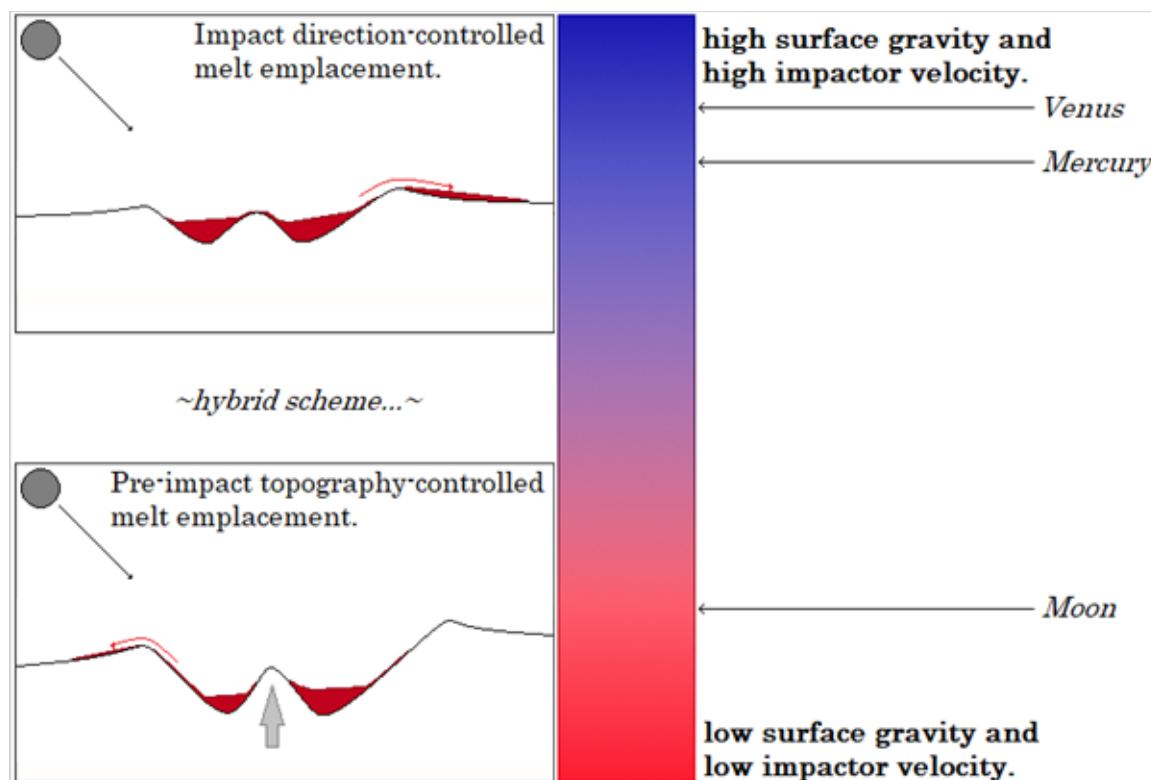 Impact direction-controlled
melt emplacement.
~hybrid scheme...~
Pre-impact topography-controlled
melt emplacement.
high surface gravity and
high impactor velocity.
Venus
Mercury
Moon
low surface gravity and
low impactor velocity.